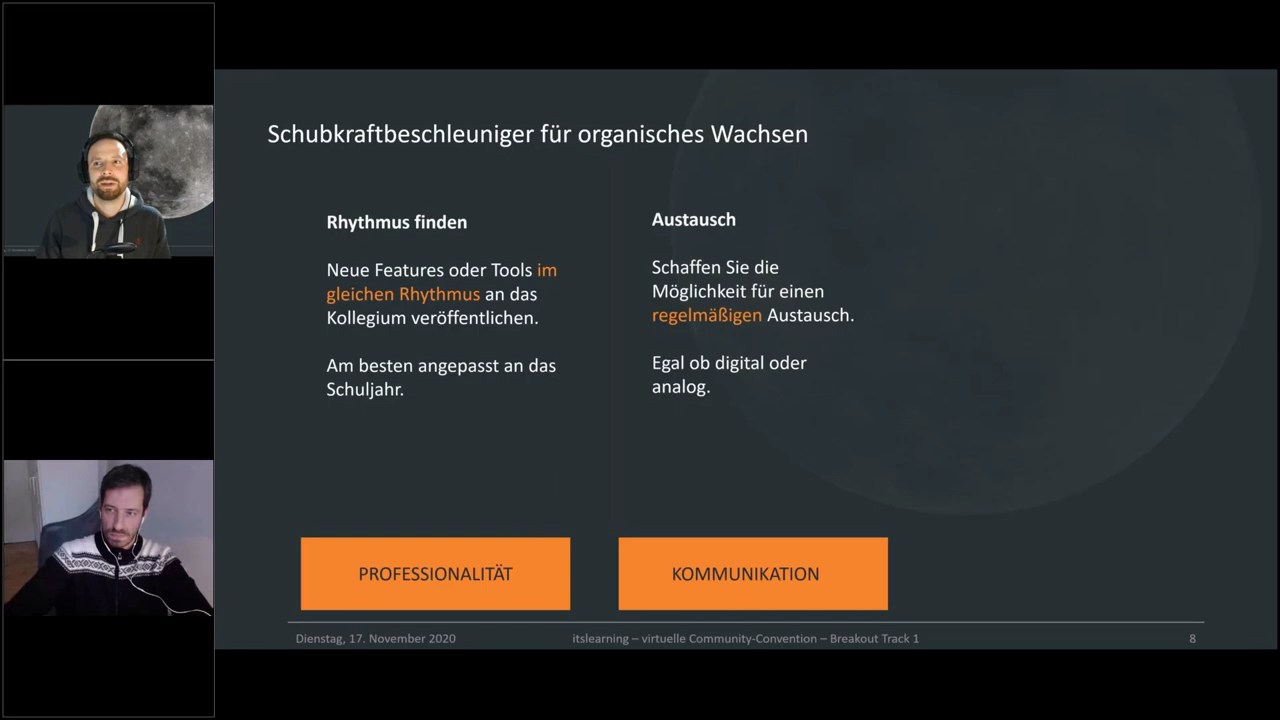 Schubkraftbeschleuniger für organisches Wachsen
Rhythmus finden
Neue Features oder Tools im
gleichen Rhythmus an das
Kollegium veröffentlichen.
Am besten angepasst an das
Schuljahr.
Austausch
Schaffen Sie die
Möglichkeit für einen
regelmäßigen Austausch.
Egal ob digital oder
analog.
PROFESSIONALITÄT
KOMMUNIKATION
Dienstag, 17. November 2020
itslearning – virtuelle Community-Convention – Breakout Track 1
8